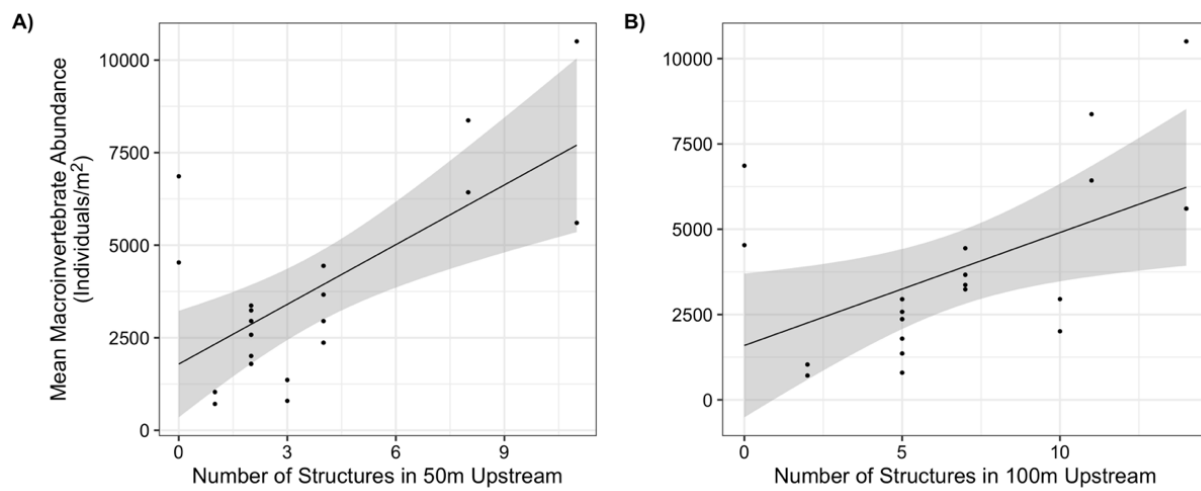 A)
Mean Macroinvertebrate Abundance
(Individuals/m²)
10000
7500
5000
2500
0
0 3 6 9
Number of Structures in 50m Upstream
B)
10000
7500
5000
2500
0
0 5 10
Number of Structures in 100m Upstream